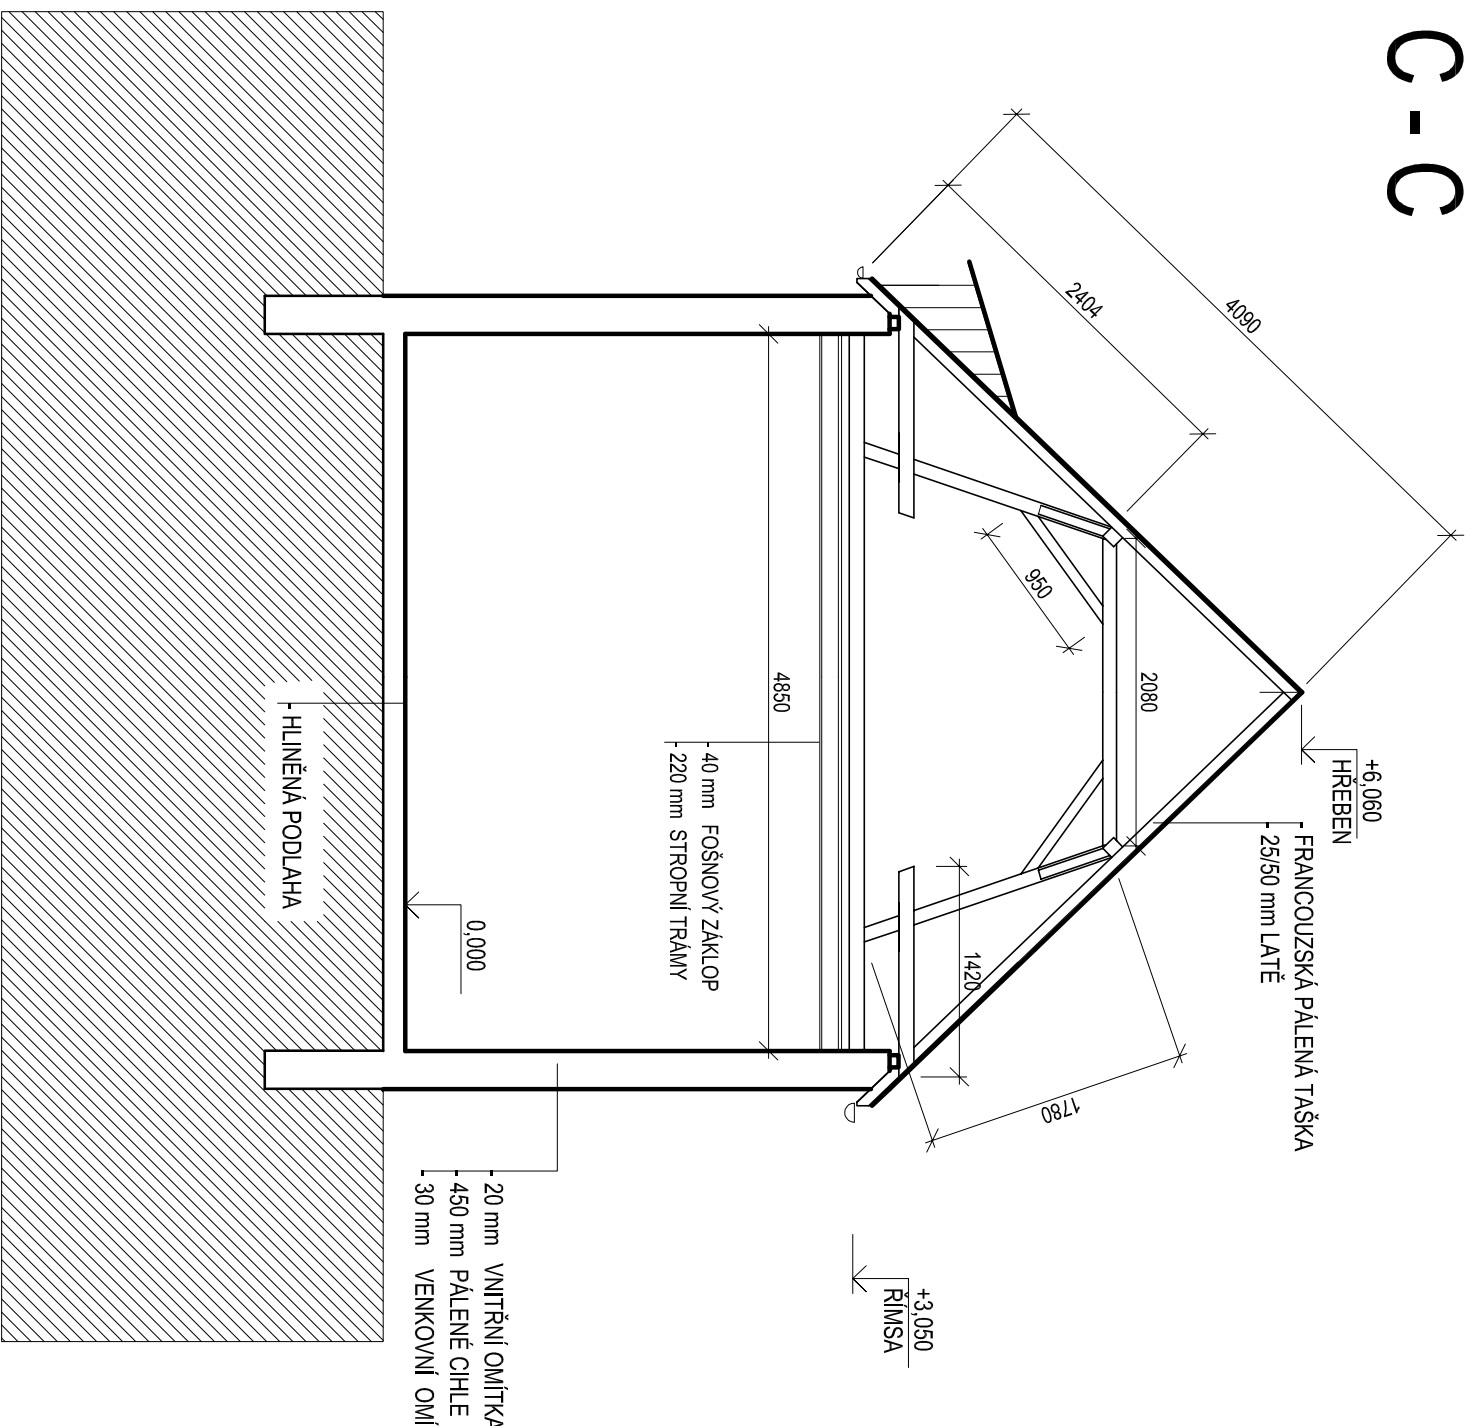 C - C
4090
2404
950
2080
4850
1420
1780
+6,060
HŘEBEN
FRANCOUZSKÁ PÁLENÁ TAŠKA
25/50 mm LATĚ
40 mm FOŠNOVÝ ZÁKLOP
220 mm STROPNÍ TRÁMY
+3,050
ŘÍMSA
0,000
HLINĚNÁ PODLAHA
20 mm VNITŘNÍ OMÍTKA
450 mm PÁLENÉ CIHLE
30 mm VENKOVNÍ